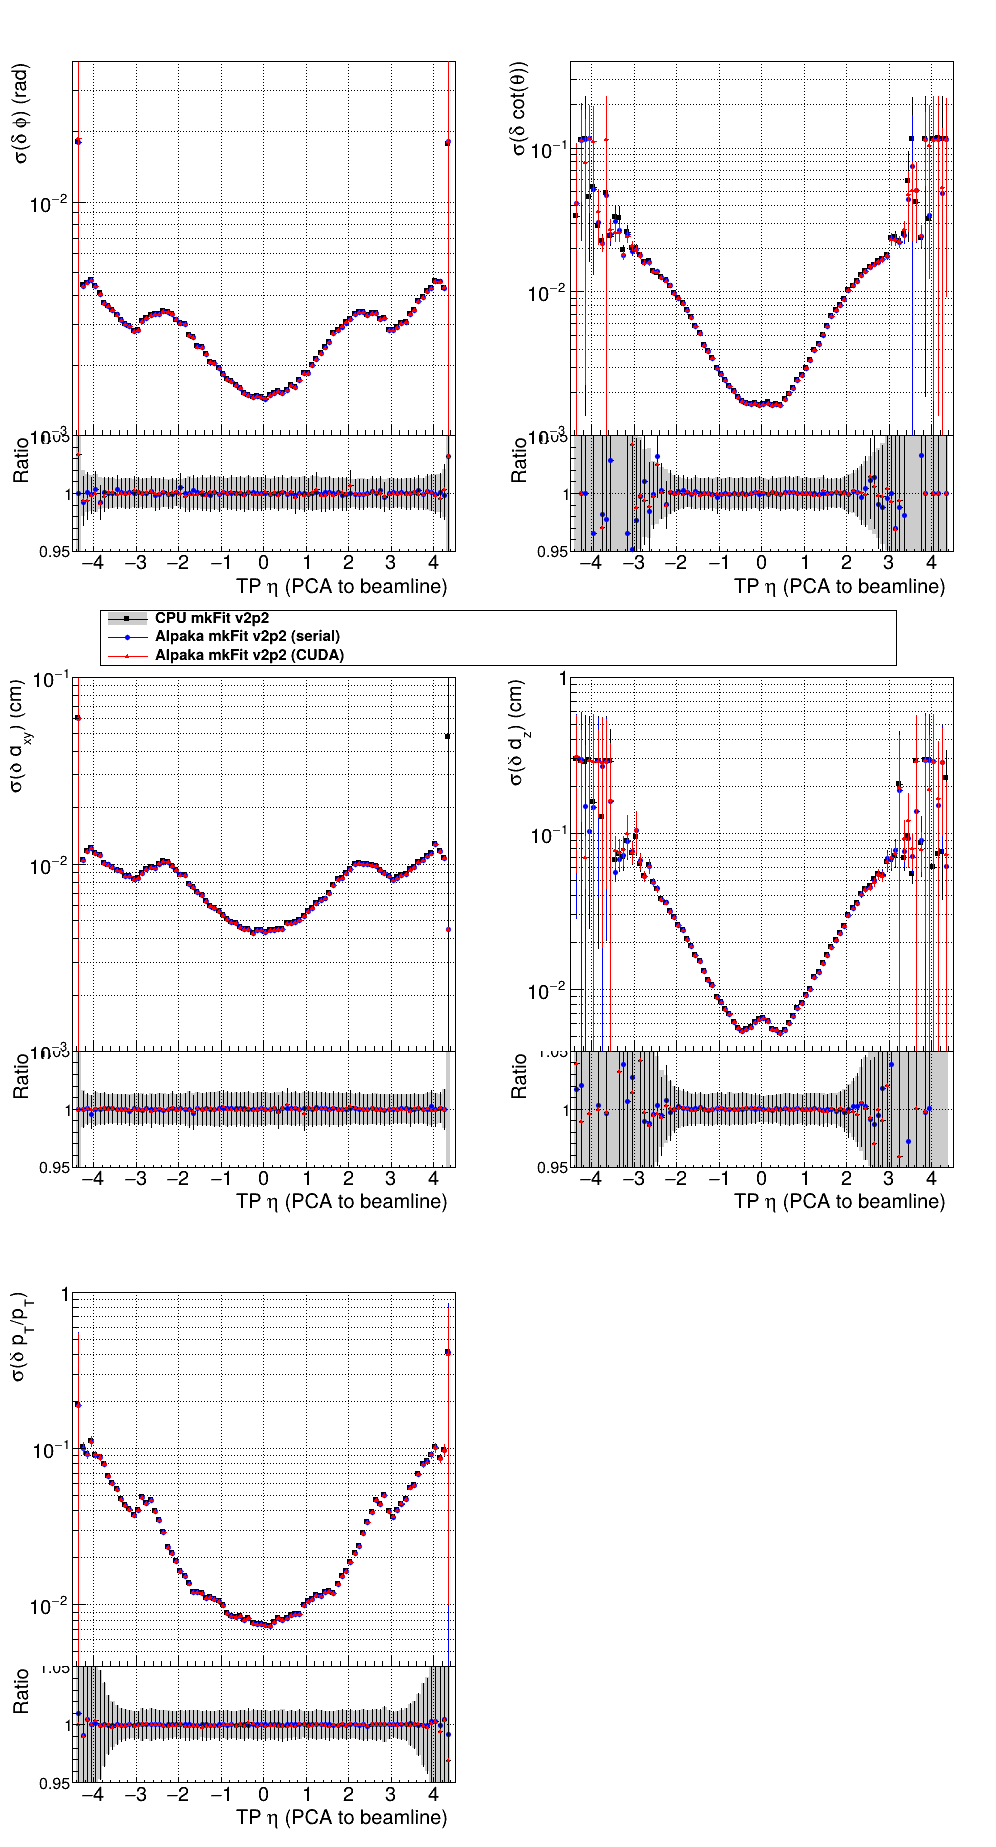 σ(δ φ) (rad)
10⁻²
10⁻³
Ratio
1
0.95
−4 −3 −2 −1 0 1 2 3 4
TP η (PCA to beamline)
σ(δ cot(θ))
10⁻¹
10⁻²
10⁻³
Ratio
1
0.95
−4 −3 −2 −1 0 1 2 3 4
TP η (PCA to beamline)
CPU mkFit v2p2
Alpaka mkFit v2p2 (serial)
Alpaka mkFit v2p2 (CUDA)
σ(δ d_xy) (cm)
10⁻¹
10⁻²
10⁻³
Ratio
1
0.95
−4 −3 −2 −1 0 1 2 3 4
TP η (PCA to beamline)
σ(δ d_z) (cm)
1
10⁻¹
10⁻²
Ratio
1.05
1
0.95
−4 −3 −2 −1 0 1 2 3 4
TP η (PCA to beamline)
σ(δ p_T/p_T)
1
10⁻¹
10⁻²
Ratio
1.05
1
0.95
−4 −3 −2 −1 0 1 2 3 4
TP η (PCA to beamline)